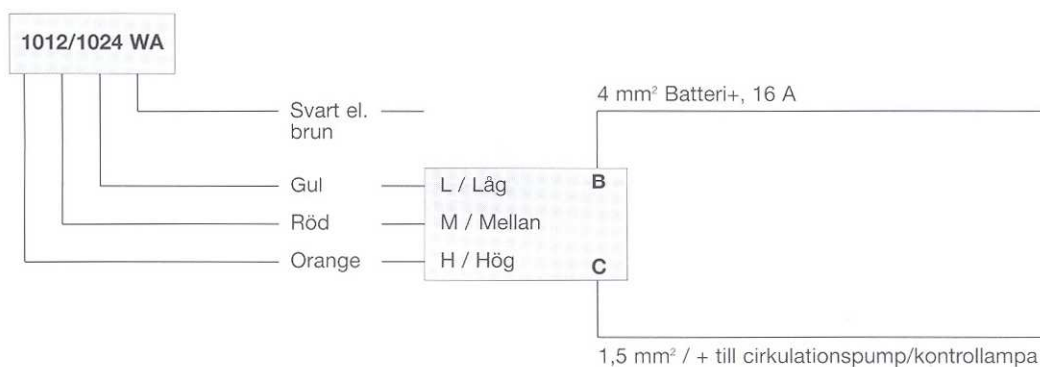 1012/1024 WA
4 mm² Batteri+, 16 A
Svart el.
brun
Gul
L / Låg
B
Röd
M / Mellan
Orange
H / Hög
C
1,5 mm² / + till cirkulationspump/kontrollampa